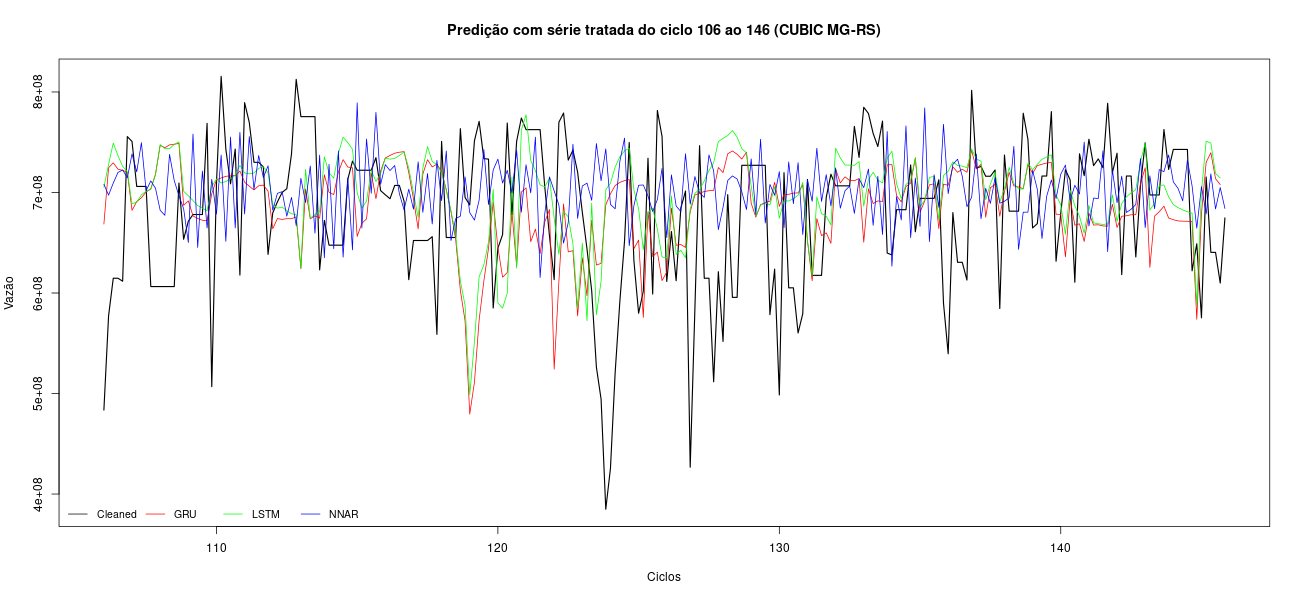 Predição com série tratada do ciclo 106 ao 146 (CUBIC MG-RS)
8e+08
7e+08
6e+08
5e+08
4e+08
Vazão
Cleaned GRU LSTM NNAR
110 120 130 140
Ciclos